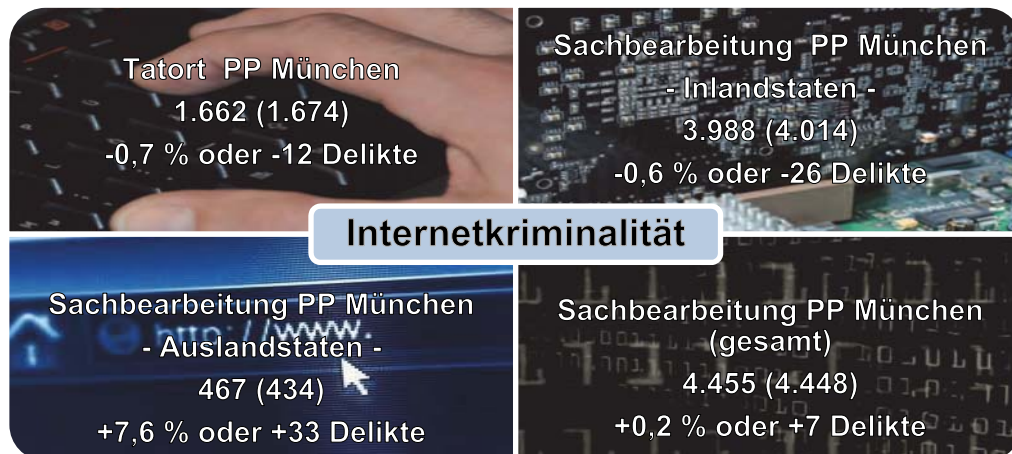 Tatort PP München
1.662 (1.674)
-0,7 % oder -12 Delikte
Sachbearbeitung PP München
- Inlandstaten -
3.988 (4.014)
-0,6 % oder -26 Delikte
Internetkriminalität
Sachbearbeitung PP München
- Auslandstaten -
467 (434)
+7,6 % oder +33 Delikte
http://www.
Sachbearbeitung PP München
(gesamt)
4.455 (4.448)
+0,2 % oder +7 Delikte